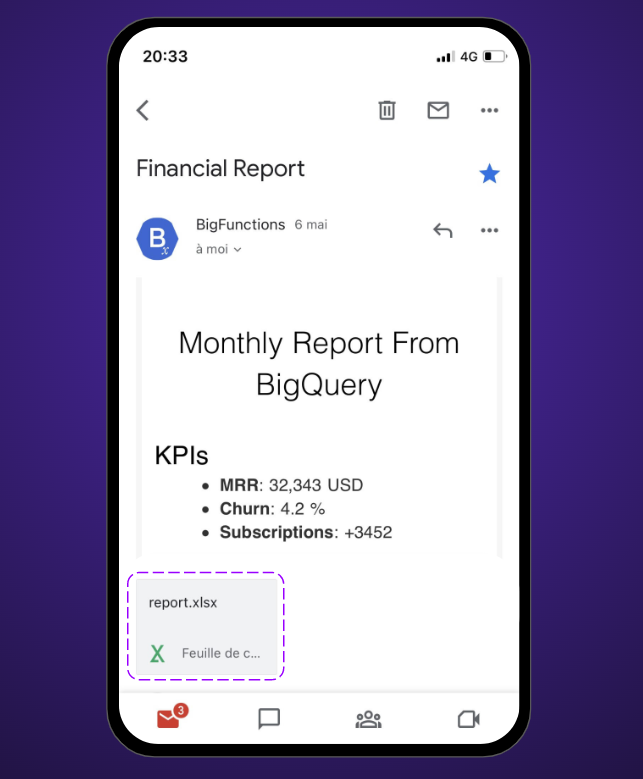 20:33
4G
Financial Report
BigFunctions 6 mai
à moi
Bx
Monthly Report From
BigQuery
KPIs
• MRR: 32,343 USD
• Churn: 4.2 %
• Subscriptions: +3452
report.xlsx
X Feuille de c...
3